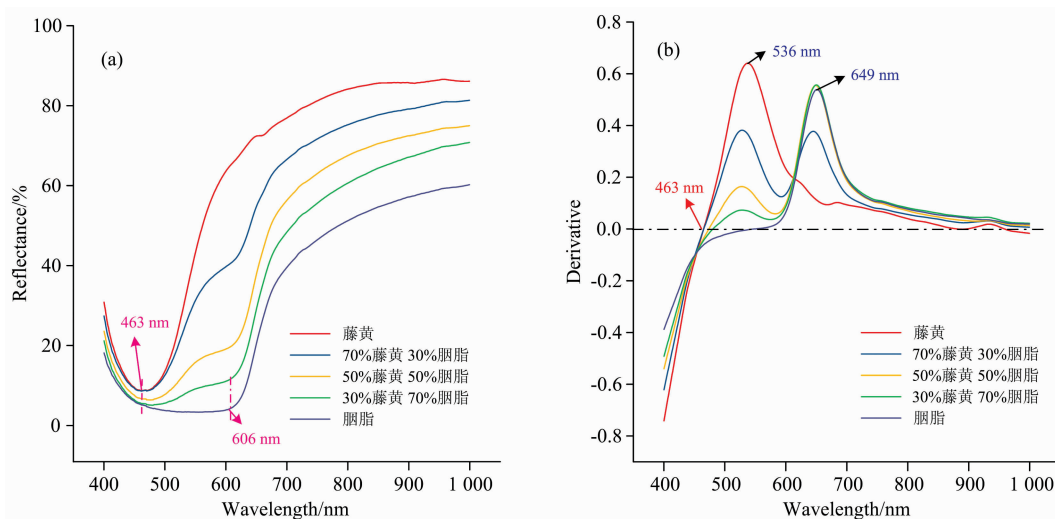 (a)
100
80
60
40
20
0
Reflectance/%
463 nm
606 nm
藤黄
70%藤黄 30%胭脂
50%藤黄 50%胭脂
30%藤黄 70%胭脂
胭脂
400 500 600 700 800 900 1 000
Wavelength/nm
(b)
0.6
0.4
0.2
0.0
-0.2
-0.4
-0.6
-0.8
Derivative
536 nm
649 nm
463 nm
藤黄
70%藤黄 30%胭脂
50%藤黄 50%胭脂
30%藤黄 70%胭脂
胭脂
400 500 600 700 800 900 1 000
Wavelength/nm